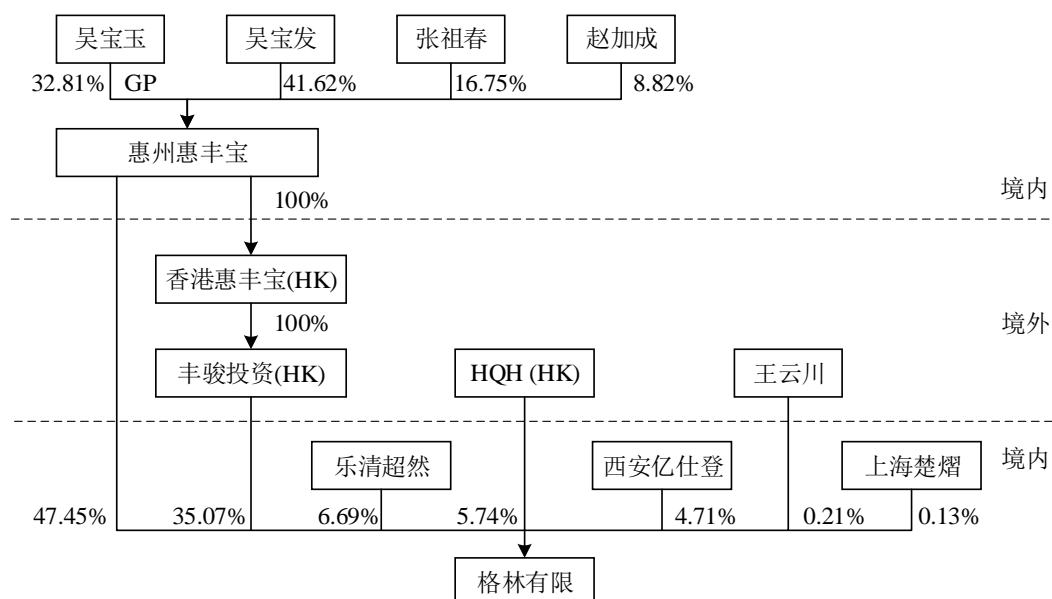 吴宝玉 吴宝发 张祖春 赵加成
32.81% GP 41.62% 16.75% 8.82%
惠州惠丰宝
100%
境内
香港惠丰宝(HK)
100%
境外
丰骏投资(HK) HQH (HK) 王云川
乐清超然 西安亿仕登 上海楚熠 境内
47.45% 35.07% 6.69% 5.74% 4.71% 0.21% 0.13%
格林有限